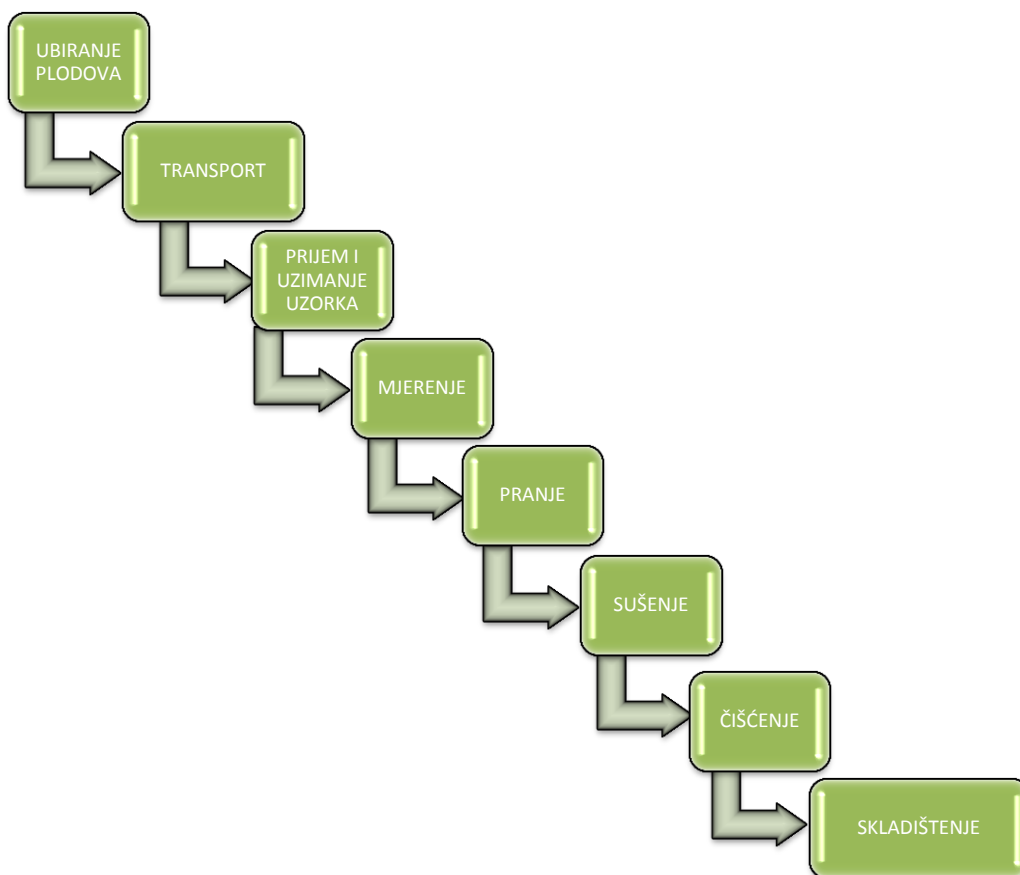 UBIRANJE
PLODOVA
TRANSPORT
PRIJEM I
UZIMANJE
UZORKA
MJERENJE
PRANJE
SUŠENJE
ČIŠĆENJE
SKLADIŠTENJE